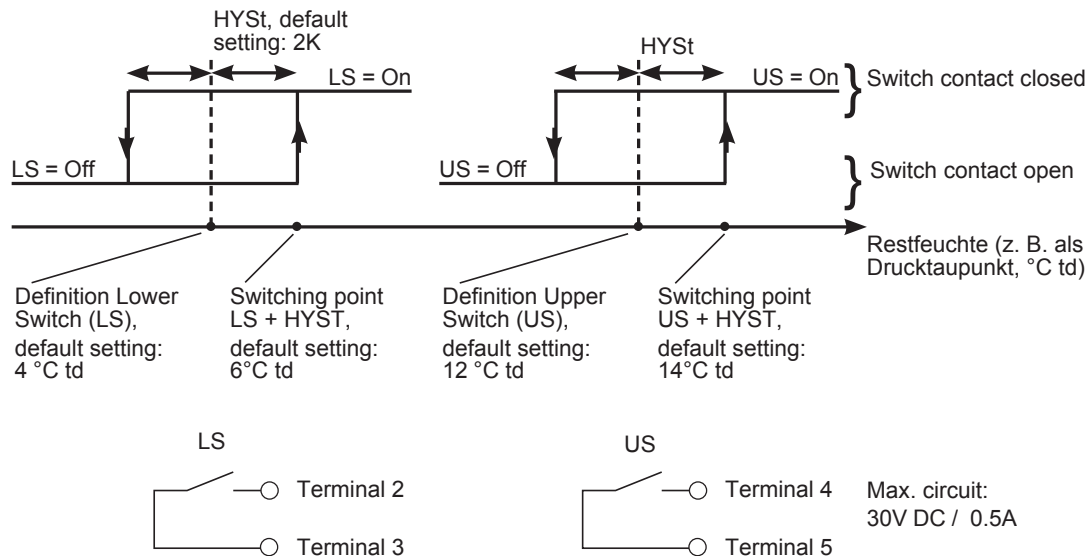 HYSt, default
setting: 2K
HYSt
LS = On
US = On
} Switch contact closed
LS = Off
US = Off
} Switch contact open
Restfeuchte (z. B. als
Drucktaupunkt, °C td)
Definition Lower
Switch (LS),
default setting:
4 °C td
Switching point
LS + HYST,
default setting:
6°C td
Definition Upper
Switch (US),
default setting:
12 °C td
Switching point
US + HYST,
default setting:
14°C td
LS
Terminal 2
Terminal 3
US
Terminal 4
Terminal 5
Max. circuit:
30V DC / 0.5A